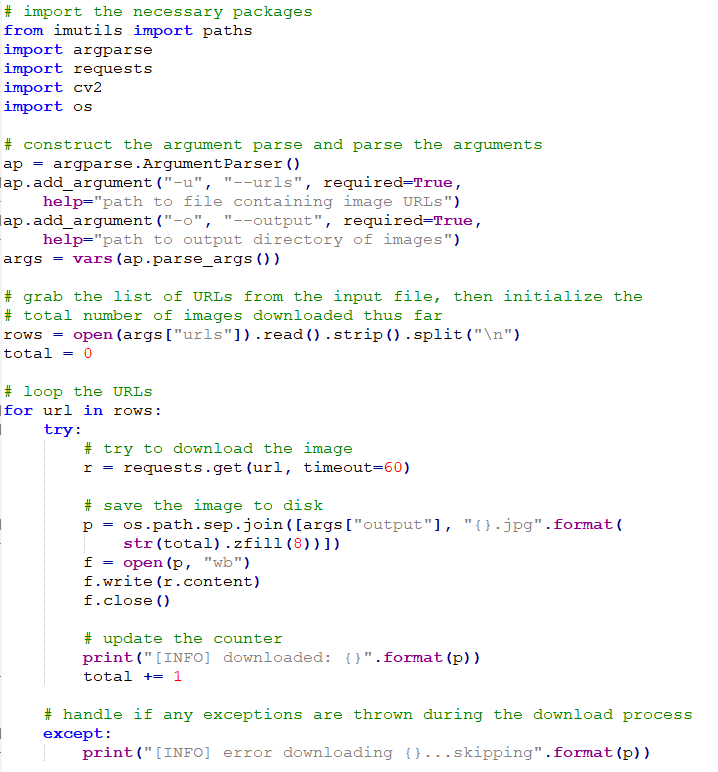 # import the necessary packages
from imutils import paths
import argparse
import requests
import cv2
import os
# construct the argument parse and parse the arguments
ap = argparse.ArgumentParser()
ap.add_argument("-u", "--urls", required=True,
    help="path to file containing image URLs")
ap.add_argument("-o", "--output", required=True,
    help="path to output directory of images")
args = vars(ap.parse_args())
# grab the list of URLs from the input file, then initialize the
# total number of images downloaded thus far
rows = open(args["urls"]).read().strip().split("\n")
total = 0
# loop the URLs
for url in rows:
    try:
        # try to download the image
        r = requests.get(url, timeout=60)
        # save the image to disk
        p = os.path.sep.join([args["output"], "{}.jpg".format(
            str(total).zfill(8))])
        f = open(p, "wb")
        f.write(r.content)
        f.close()
        # update the counter
        print("[INFO] downloaded: {}".format(p))
        total += 1
    # handle if any exceptions are thrown during the download process
    except:
        print("[INFO] error downloading {}...skipping".format(p))